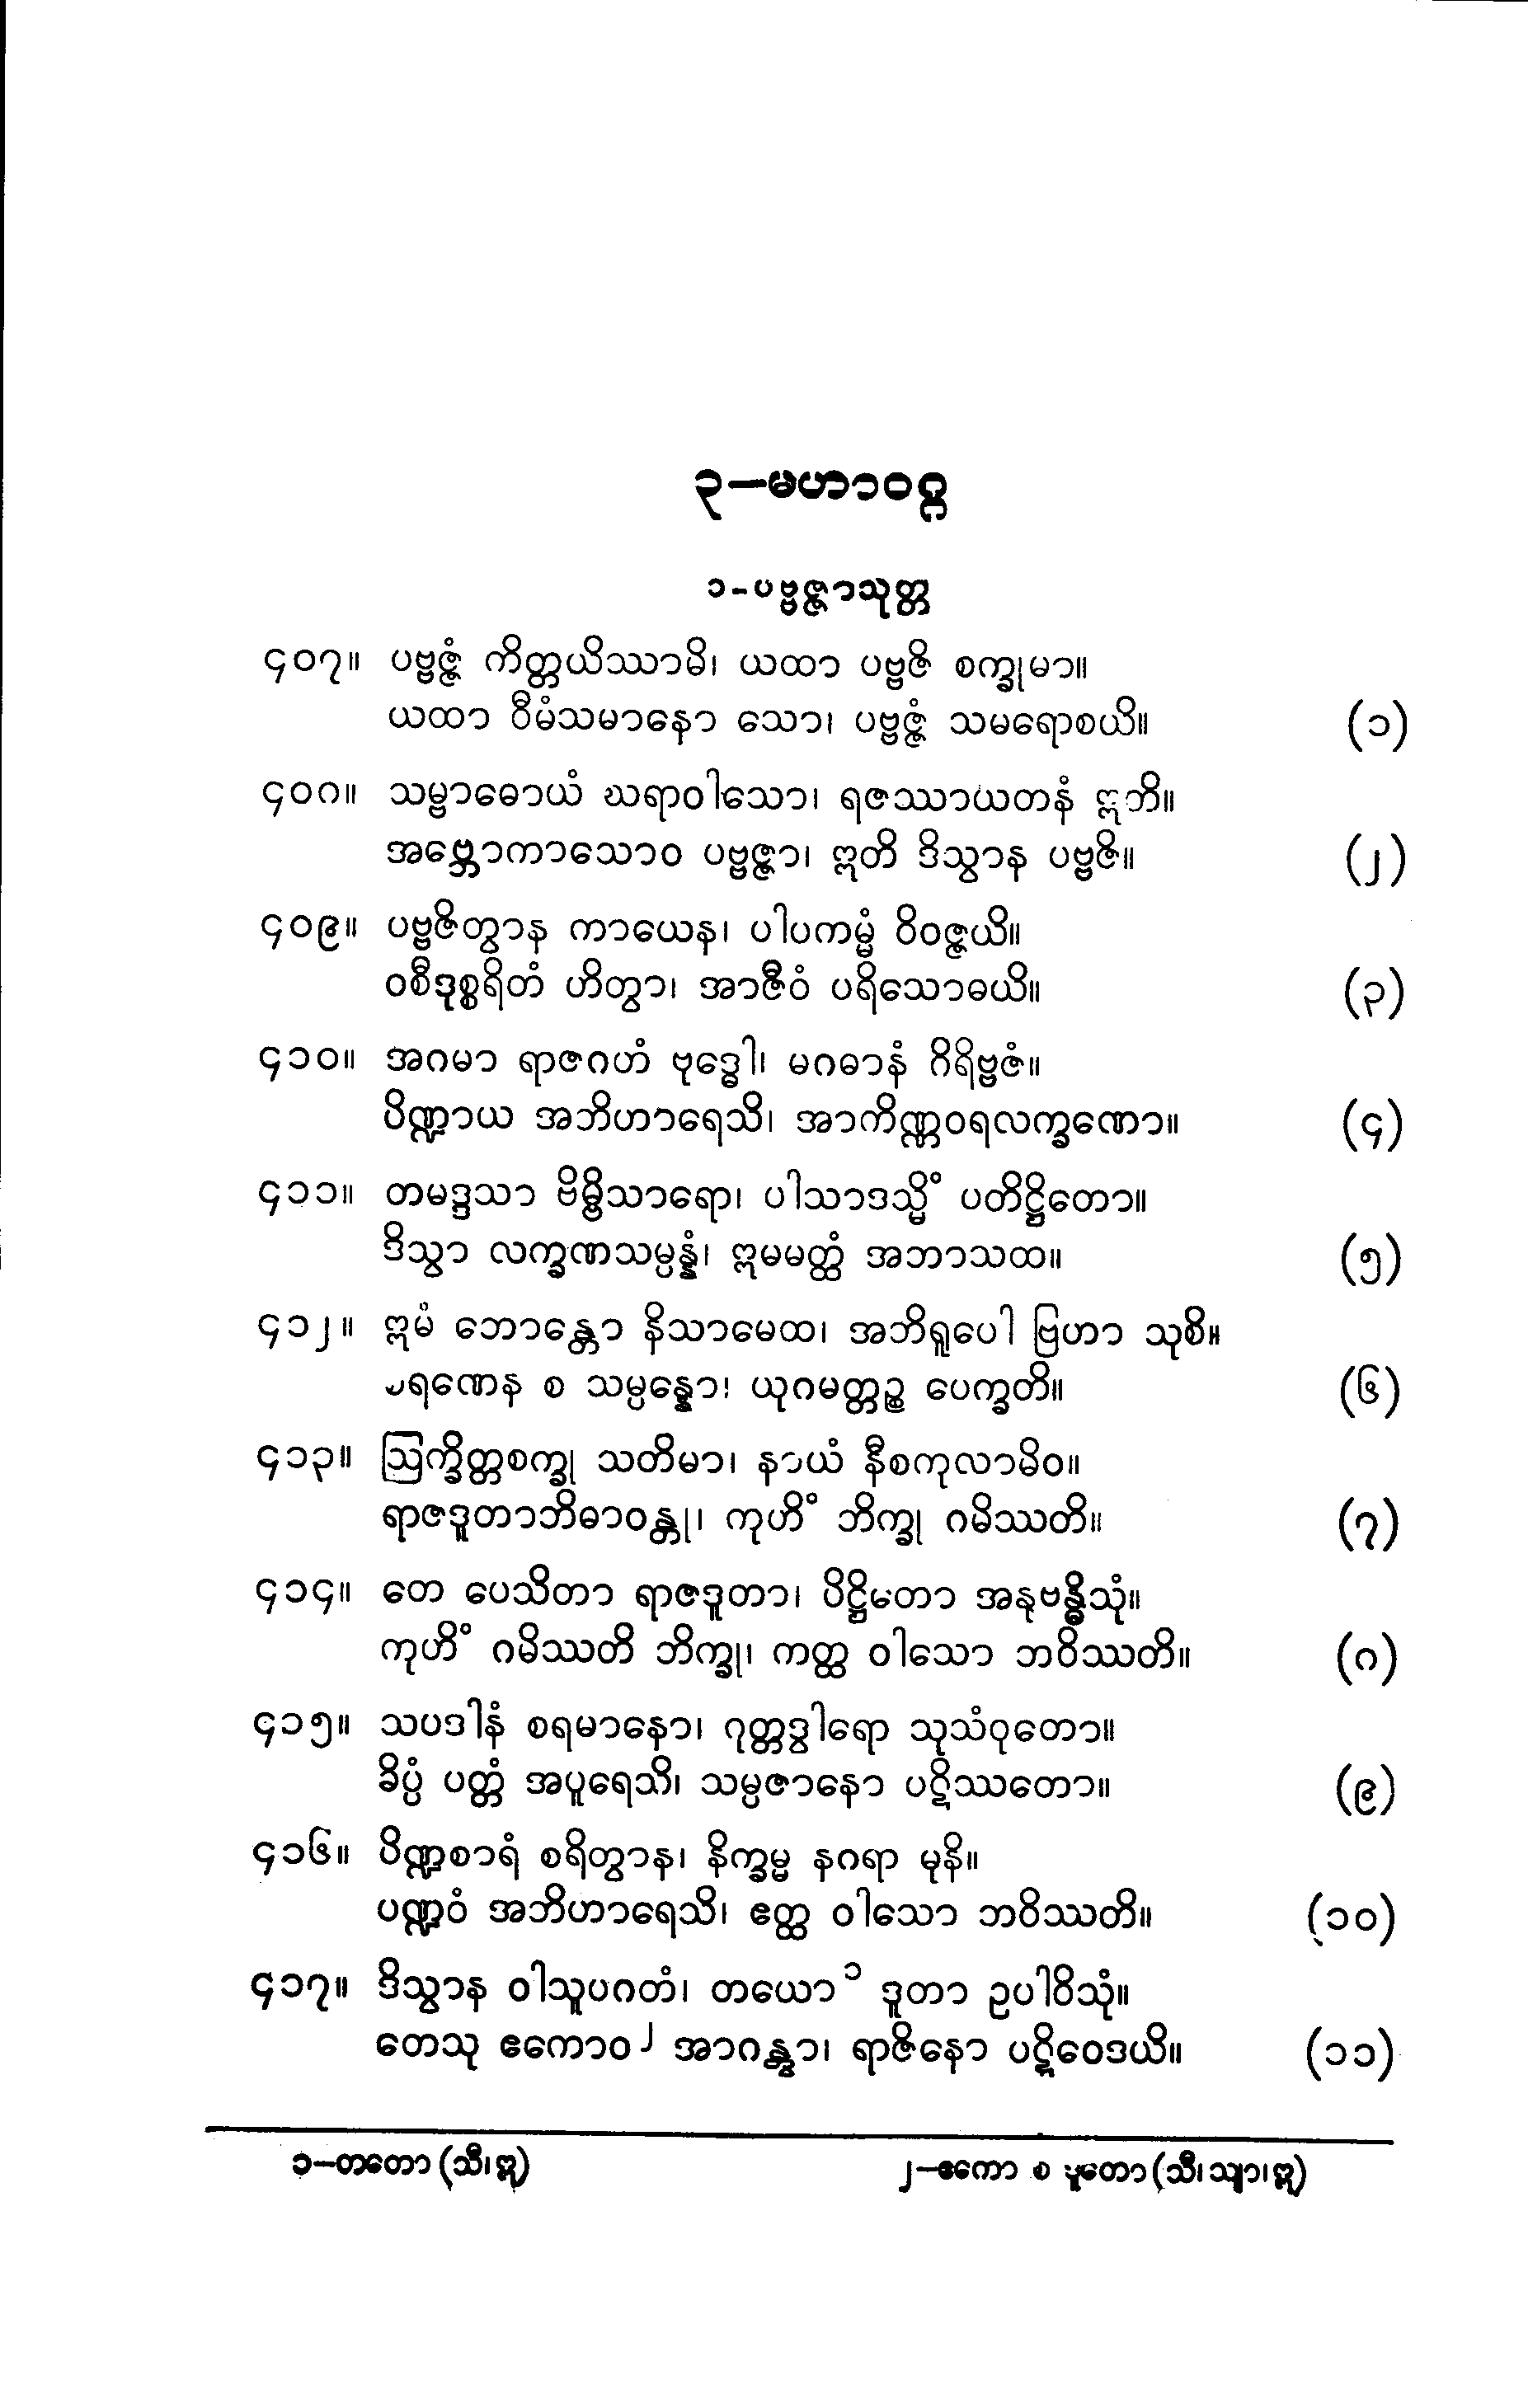 ၃–မဟာဝဂ္ဂ
၁-ပဗ္ဗဇ္ဇာသုတ္တ
၄၀၇။ ပဗ္ဗဇ္ဇံ ကိတ္တယိဿာမိ၊ ယထာ ပဗ္ဗဇိ စက္ခုမာ။
ယထာ ဝီမံသမာနော သော၊ ပဗ္ဗဇ္ဇံ သမရောစယိ။ (၁)
၄၀၈။ သမ္ဗာဓောယံ ဃရာဝါသော၊ ရဇဿာယတနံ ဣတိ။
အဗ္ဘောကာသောဝ ပဗ္ဗဇ္ဇာ၊ ဣတိ ဒိသွာန ပဗ္ဗဇိ။ (၂)
၄၀၉။ ပဗ္ဗဇိတွာန ကာယေန၊ ပါပကမ္မံ ဝိဝဇ္ဇယိ။
ဝစီဒုစ္စရိတံ ဟိတွာ၊ အာဇီဝံ ပရိသောဓယိ။ (၃)
၄၁၀။ အဂမာ ရာဇဂဟံ ဗုဒ္ဓေါ၊ မဂဓာနံ ဂိရိဗ္ဗဇံ။
ပိဏ္ဍာယ အဘိဟာရေသိ၊ အာကိဏ္ဏဝရလက္ခဏော။ (၄)
၄၁၁။ တမဒ္ဒသာ ဗိမ္ဗိသာရော၊ ပါသာဒသ္မိံ ပတိဋ္ဌိတော။
ဒိသွာ လက္ခဏသမ္ပန္နံ၊ ဣမမတ္ထံ အဘာသထ။ (၅)
၄၁၂။ ဣမံ ဘောန္တော နိသာမေထ၊ အဘိရူပေါ ဗြဟာ သုစိ။
စရဏေန စ သမ္ပန္နော၊ ယုဂမတ္တဉ္စ ပေက္ခတိ။ (၆)
၄၁၃။ ဩက္ခိတ္တစက္ခု သတိမာ၊ နာယံ နီစကုလာမိဝ။
ရာဇဒူတာဘိဓာဝန္တု၊ ကုဟိံ ဘိက္ခု ဂမိဿတိ။ (၇)
၄၁၄။ တေ ပေသိတာ ရာဇဒူတာ၊ ပိဋ္ဌိတော အနုဗန္ဓိသုံ။
ကုဟိံ ဂမိဿတိ ဘိက္ခု၊ ကတ္ထ ဝါသော ဘဝိဿတိ။ (၈)
၄၁၅။ သပဒါနံ စရမာနော၊ ဂုတ္တဒွါရော သုသံဝုတော။
ခိပ္ပံ ပတ္တံ အပူရေသိ၊ သမ္ပဇာနော ပဋိဿတော။ (၉)
၄၁၆။ ပိဏ္ဍစာရံ စရိတွာန၊ နိက္ခမ္မ နဂရာ မုနိ။
ပဏ္ဍဝံ အဘိဟာရေသိ၊ ဧတ္ထ ဝါသော ဘဝိဿတိ။ (၁၀)
၄၁၇။ ဒိသွာန ဝါသူပဂတံ၊ တယော ၁ ဒူတာ ဥပါဝိသုံ။
တေသု ဧကောဝ ၂ အာဂန္တွာ၊ ရာဇိနော ပဋိဝေဒယိ။ (၁၁)
၁–တတော (သီ၊ဣ) ၂–ဧကော စ ဒူတော (သီ၊ သျာ၊ ဣ)